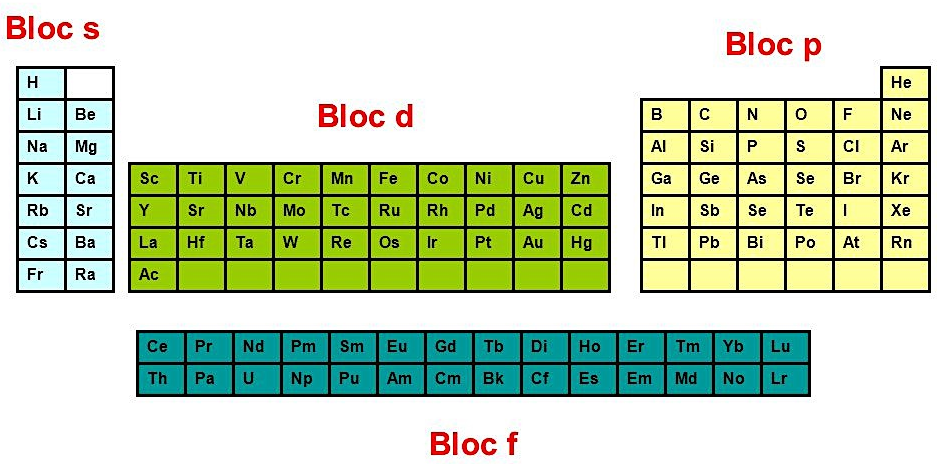 Bloc s
Bloc p
H He
Bloc d
Li Be B C N O F Ne
Na Mg Al Si P S Cl Ar
K Ca Sc Ti V Cr Mn Fe Co Ni Cu Zn Ga Ge As Se Br Kr
Rb Sr Y Sr Nb Mo Tc Ru Rh Pd Ag Cd In Sb Se Te I Xe
Cs Ba La Hf Ta W Re Os Ir Pt Au Hg Tl Pb Bi Po At Rn
Fr Ra Ac
Ce Pr Nd Pm Sm Eu Gd Tb Di Ho Er Tm Yb Lu
Th Pa U Np Pu Am Cm Bk Cf Es Em Md No Lr
Bloc f